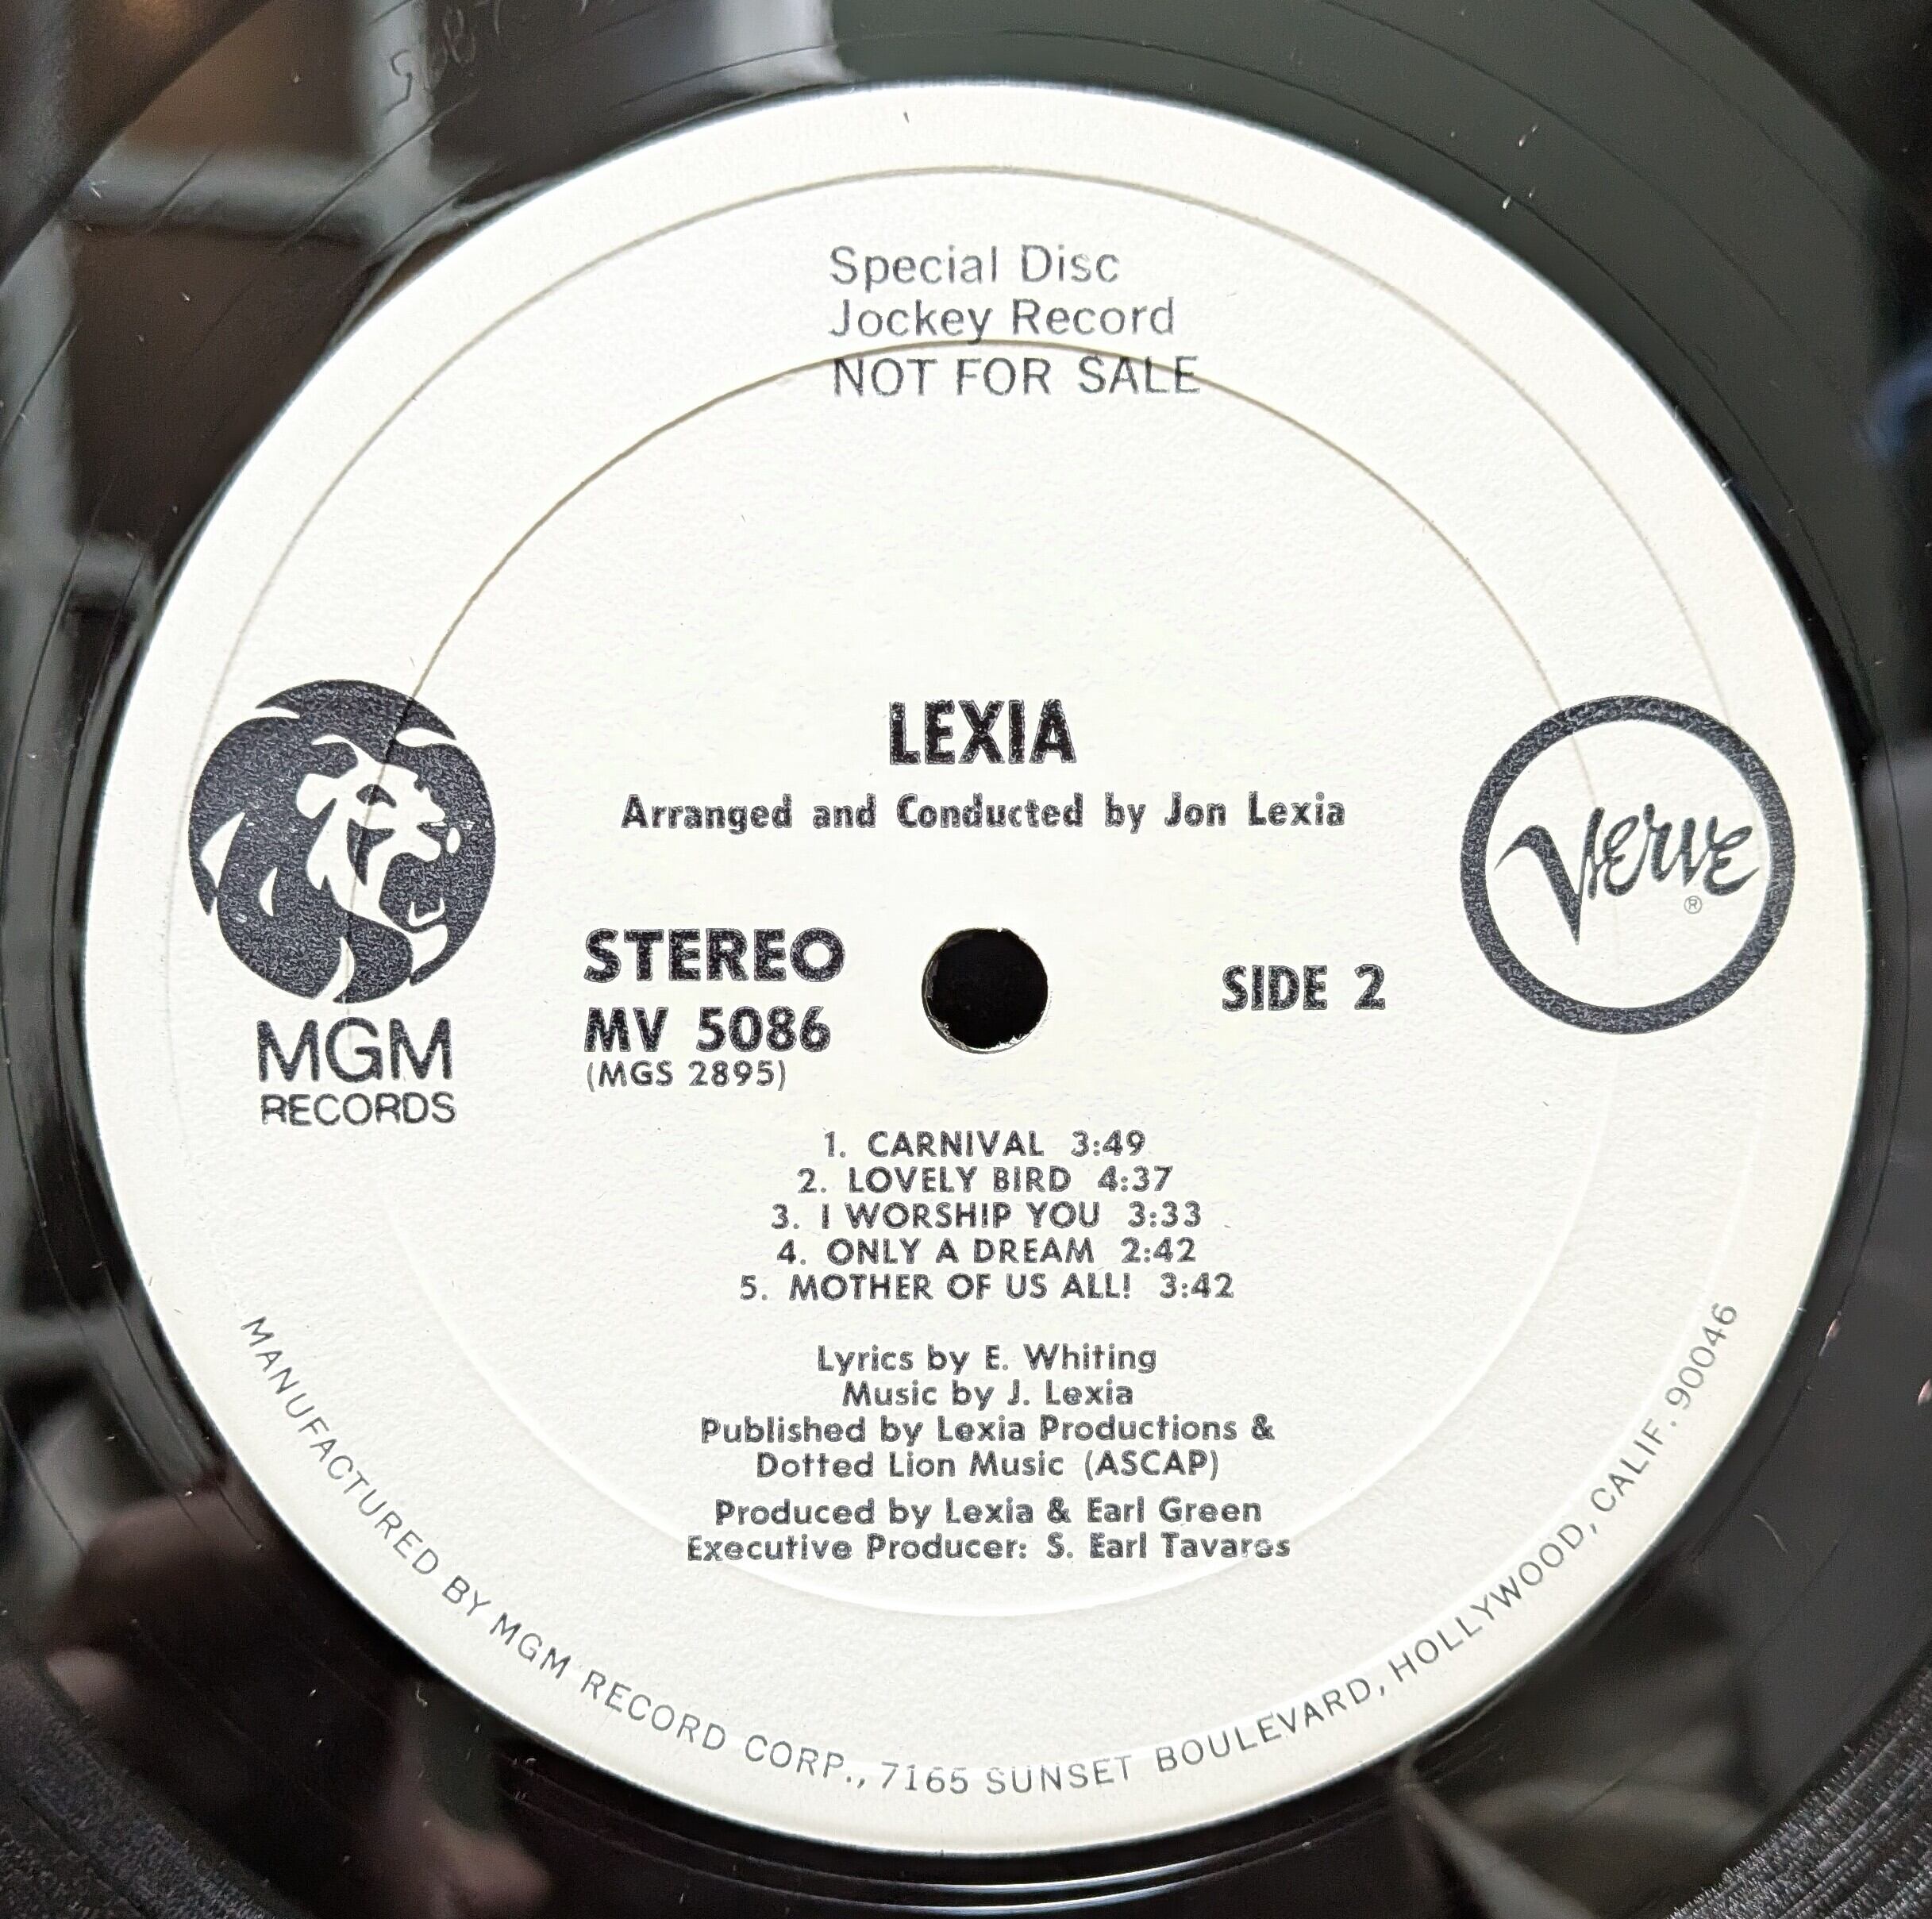 Special Disc
Jockey Record
NOT FOR SALE
LEXIA
Arranged and Conducted by Jon Lexia
Verve
®
STEREO
MV 5086
(MGS 2895)
SIDE 2
MGM
RECORDS
1. CARNIVAL 3:49
2. LOVELY BIRD 4:37
3. I WORSHIP YOU 3:33
4. ONLY A DREAM 2:42
5. MOTHER OF US ALL! 3:42
Lyrics by E. Whiting
Music by J. Lexia
Published by Lexia Productions &
Dotted Lion Music (ASCAP)
Produced by Lexia & Earl Green
Executive Producer: S. Earl Tavares
MANUFACTURED BY MGM RECORD CORP., 7165 SUNSET BOULEVARD, HOLLYWOOD, CALIF. 90046